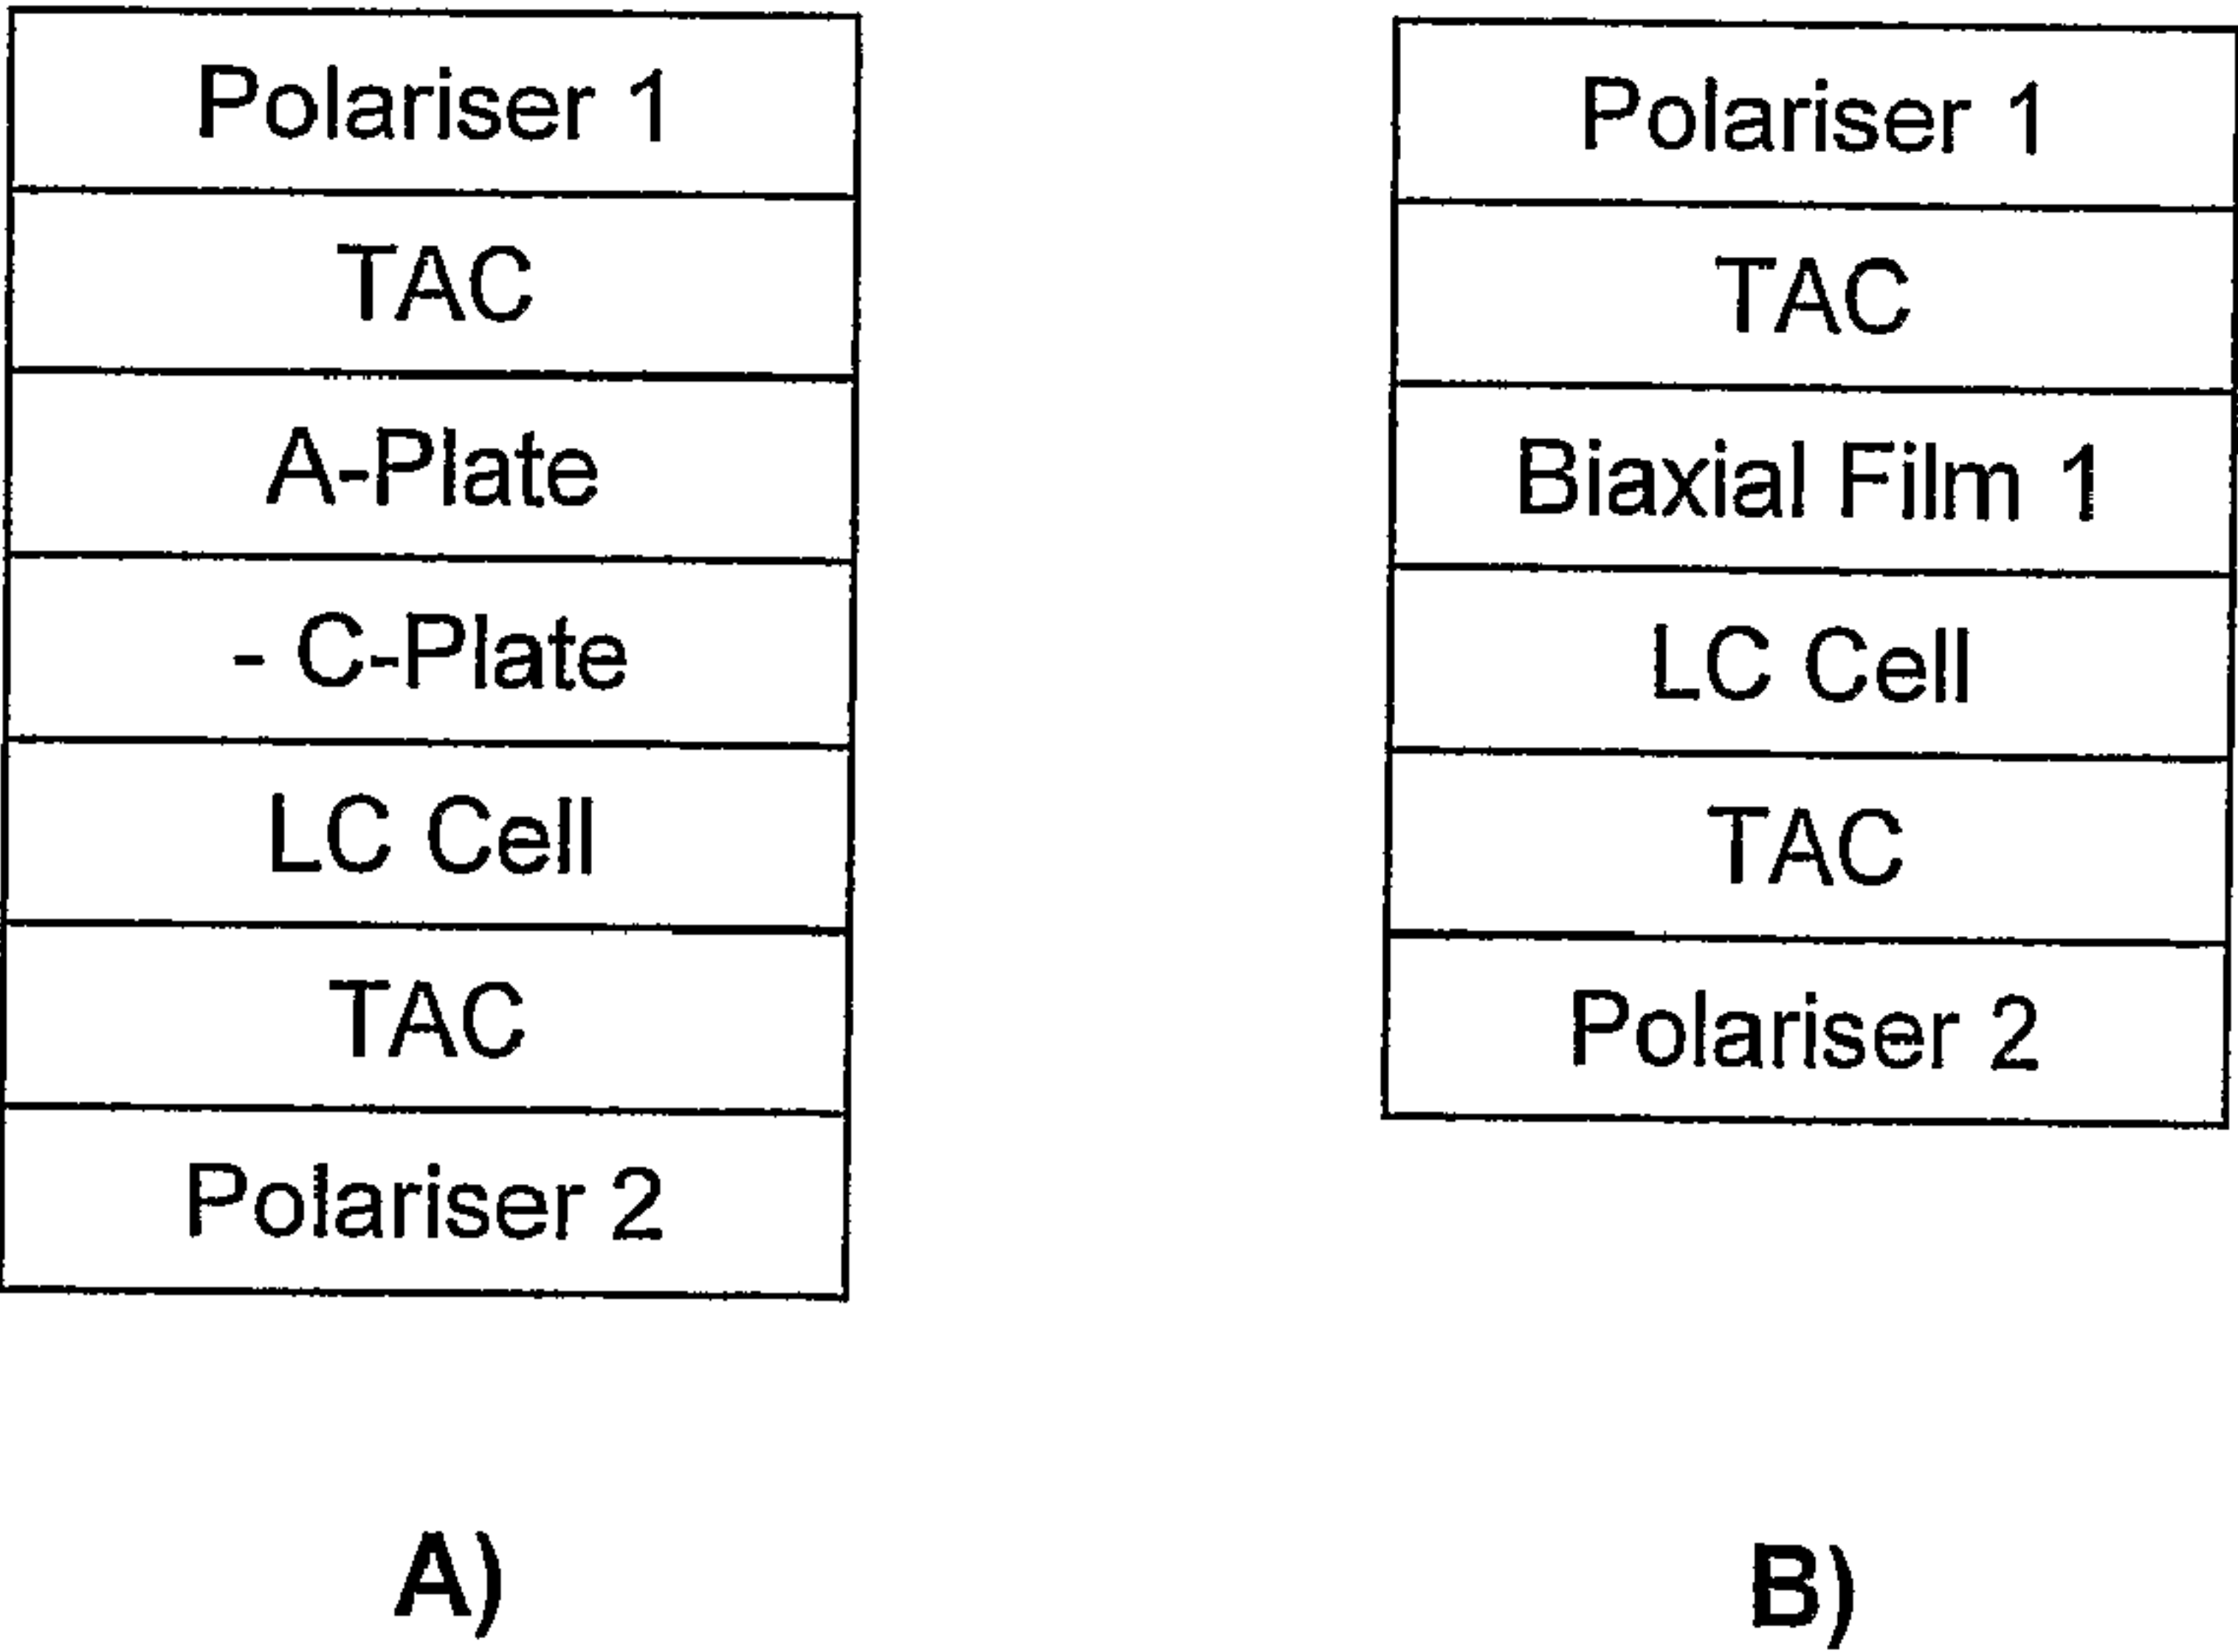 Polariser 1
TAC
A-Plate
- C-Plate
LC Cell
TAC
Polariser 2
A)
Polariser 1
TAC
Biaxial Film 1
LC Cell
TAC
Polariser 2
B)